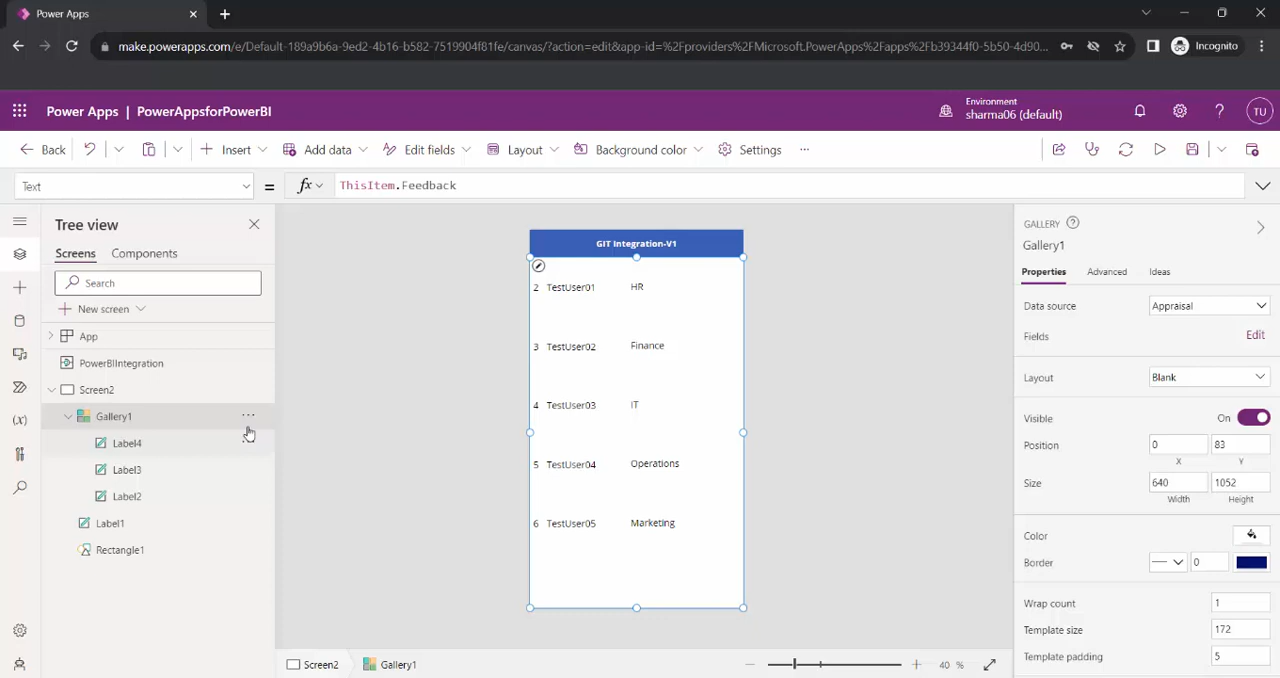 Power Apps
make.powerapps.com/e/Default-189a9b6a-9ed2-4b16-b582-7519904f81fe/canvas/?action=edit&app-id=%2Fproviders%2FMicrosoft.PowerApps%2Fapps%2Fb39344f0-5b50-4d90...
Incognito
Power Apps | PowerAppsforPowerBI
Environment
sharma06 (default)
TU
Back
Insert
Add data
Edit fields
Layout
Background color
Settings
Text
= fx ThisItem.Feedback
Tree view
Screens Components
Search
New screen
App
PowerBIIntegration
Screen2
Gallery1
Label4
Label3
Label2
Label1
Rectangle1
GIT Integration-V1
2 TestUser01 HR
3 TestUser02 Finance
4 TestUser03 IT
5 TestUser04 Operations
6 TestUser05 Marketing
Screen2 Gallery1
40 %
GALLERY
Gallery1
Properties Advanced Ideas
Data source Appraisal
Fields Edit
Layout Blank
Visible On
Position 0 83
X Y
Size 640 1052
Width Height
Color
Border 0
Wrap count 1
Template size 172
Template padding 5